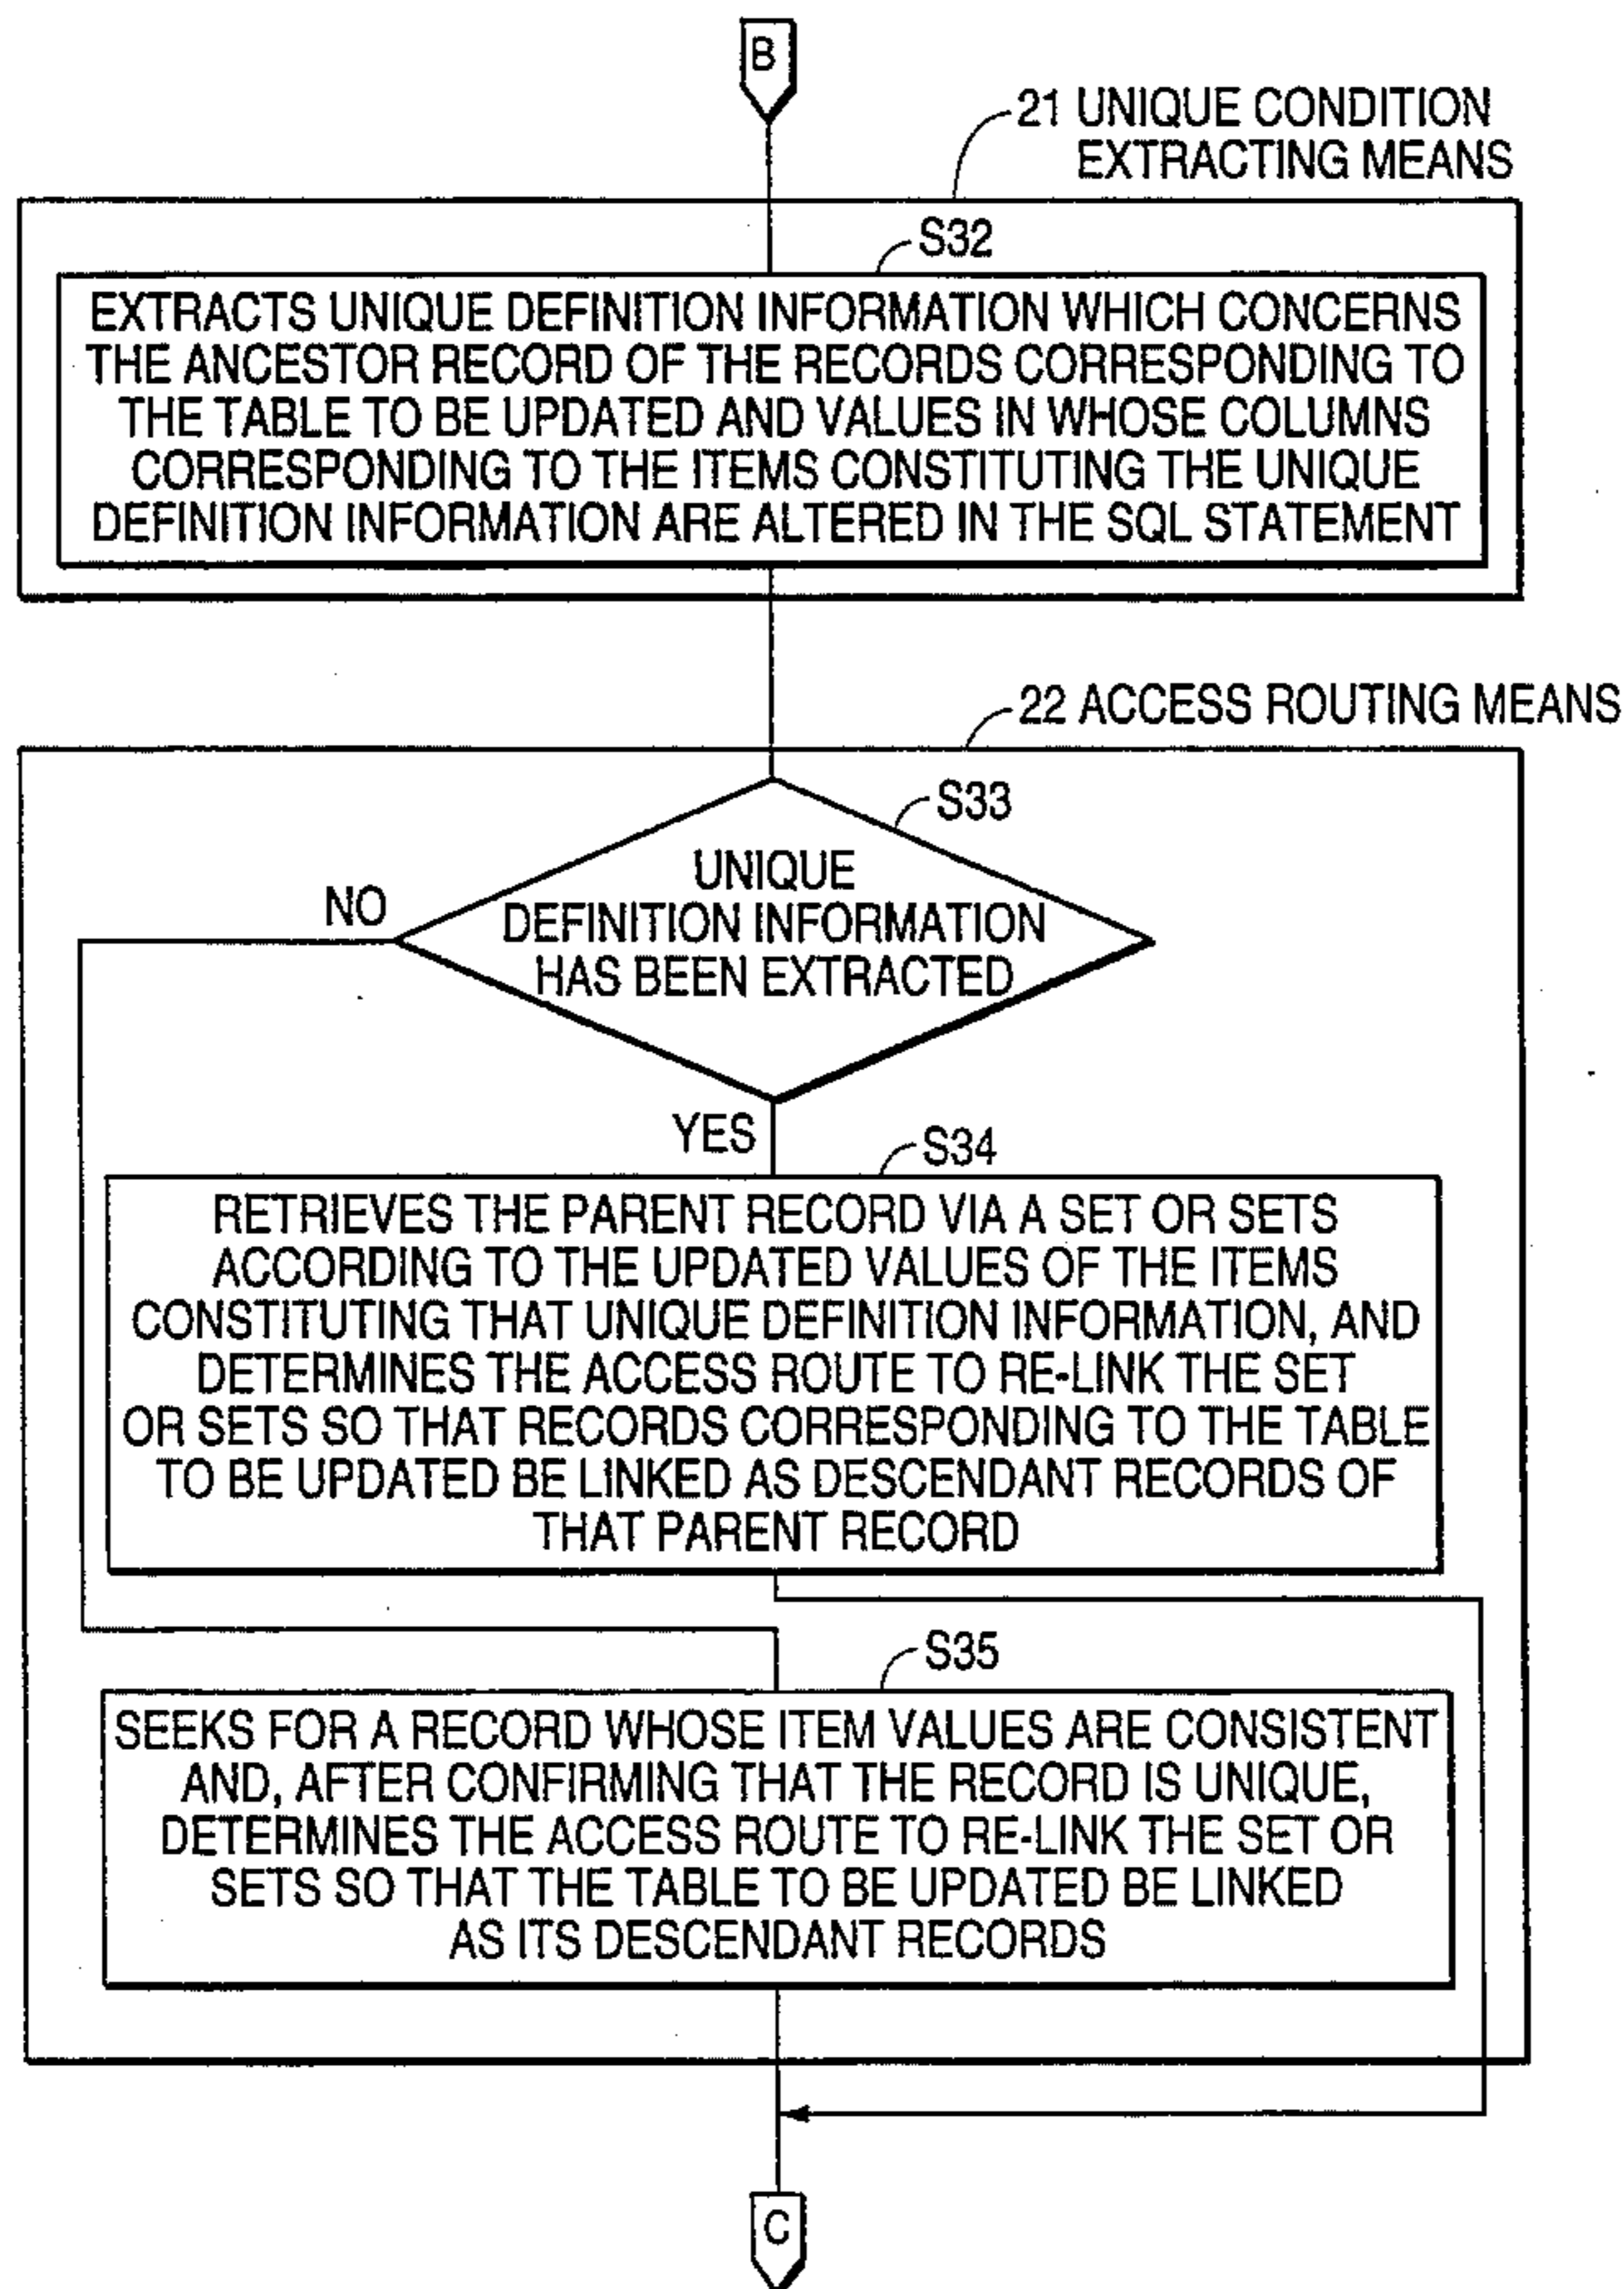 B
21 UNIQUE CONDITION
EXTRACTING MEANS
S32
EXTRACTS UNIQUE DEFINITION INFORMATION WHICH CONCERNS
THE ANCESTOR RECORD OF THE RECORDS CORRESPONDING TO
THE TABLE TO BE UPDATED AND VALUES IN WHOSE COLUMNS
CORRESPONDING TO THE ITEMS CONSTITUTING THE UNIQUE
DEFINITION INFORMATION ARE ALTERED IN THE SQL STATEMENT
22 ACCESS ROUTING MEANS
S33
UNIQUE
DEFINITION INFORMATION
HAS BEEN EXTRACTED
NO
YES
S34
RETRIEVES THE PARENT RECORD VIA A SET OR SETS
ACCORDING TO THE UPDATED VALUES OF THE ITEMS
CONSTITUTING THAT UNIQUE DEFINITION INFORMATION, AND
DETERMINES THE ACCESS ROUTE TO RE-LINK THE SET
OR SETS SO THAT RECORDS CORRESPONDING TO THE TABLE
TO BE UPDATED BE LINKED AS DESCENDANT RECORDS OF
THAT PARENT RECORD
S35
SEEKS FOR A RECORD WHOSE ITEM VALUES ARE CONSISTENT
AND, AFTER CONFIRMING THAT THE RECORD IS UNIQUE,
DETERMINES THE ACCESS ROUTE TO RE-LINK THE SET OR
SETS SO THAT THE TABLE TO BE UPDATED BE LINKED
AS ITS DESCENDANT RECORDS
C